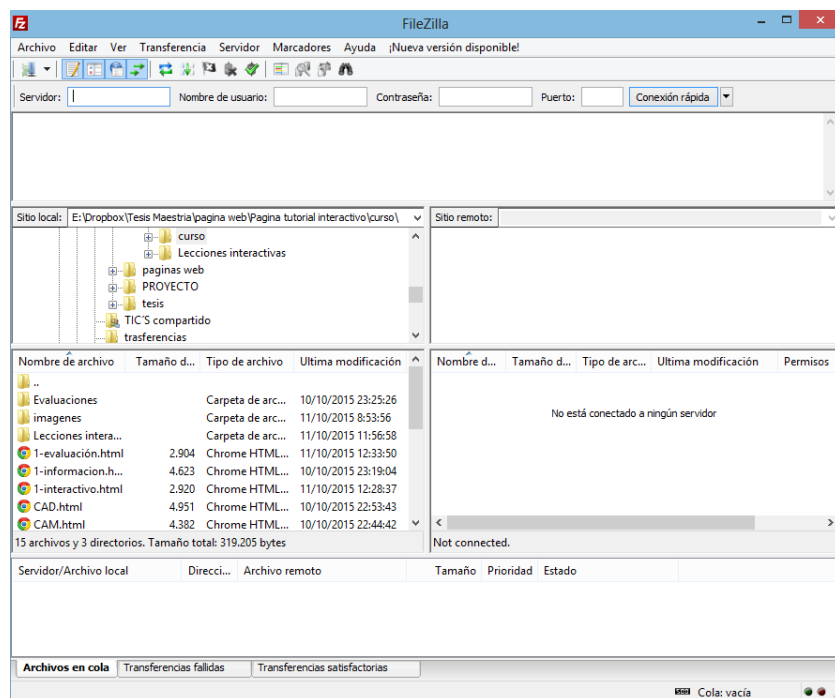 FileZilla
Archivo Editar Ver Transferencia Servidor Marcadores Ayuda ¡Nueva versión disponible!
Servidor: Nombre de usuario: Contraseña: Puerto: Conexión rápida
Sitio local: E:\Dropbox\Tesis Maestria\pagina web\Pagina tutorial interactivo\curso\ Sitio remoto:
curso
Lecciones interactivas
paginas web
PROYECTO
tesis
TIC'S compartido
trasferencias
Nombre de archivo Tamaño d... Tipo de archivo Ultima modificación Nombre d... Tamaño d... Tipo de arc... Ultima modificación Permisos
..
Evaluaciones Carpeta de arc... 10/10/2015 23:25:26
imagenes Carpeta de arc... 11/10/2015 8:53:56
No está conectado a ningún servidor
Lecciones intera... Carpeta de arc... 11/10/2015 11:56:58
1-evaluación.html 2.904 Chrome HTML... 11/10/2015 12:33:50
1-informacion.h... 4.623 Chrome HTML... 10/10/2015 23:19:04
1-interactivo.html 2.920 Chrome HTML... 11/10/2015 12:28:37
CAD.html 4.951 Chrome HTML... 10/10/2015 22:53:43
CAM.html 4.382 Chrome HTML... 10/10/2015 22:44:42
15 archivos y 3 directorios. Tamaño total: 319.205 bytes Not connected.
Servidor/Archivo local Direcci... Archivo remoto Tamaño Prioridad Estado
Archivos en cola Transferencias fallidas Transferencias satisfactorias
Cola: vacía